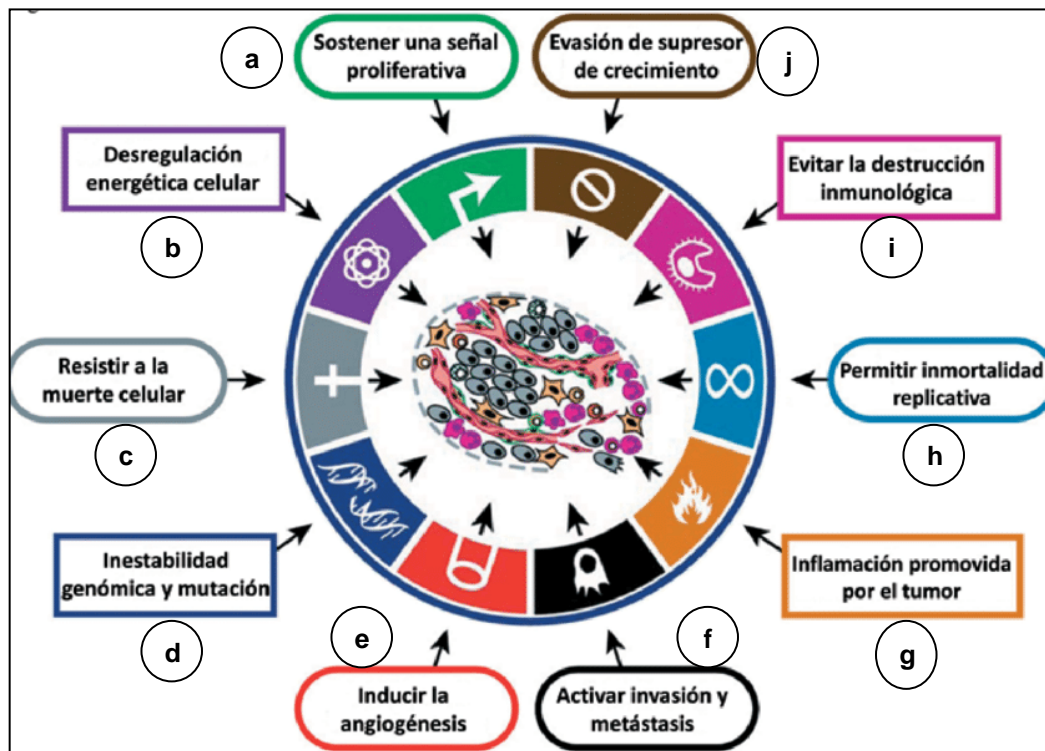 a
Sostener una señal
proliferativa
Evasión de supresor
de crecimiento
j
Desregulación
energética celular
b
Evitar la destrucción
inmunológica
i
Resistir a la
muerte celular
c
Permitir inmortalidad
replicativa
h
Inestabilidad
genómica y mutación
d
Inflamación promovida
por el tumor
g
e
Inducir la
angiogénesis
f
Activar invasión y
metástasis